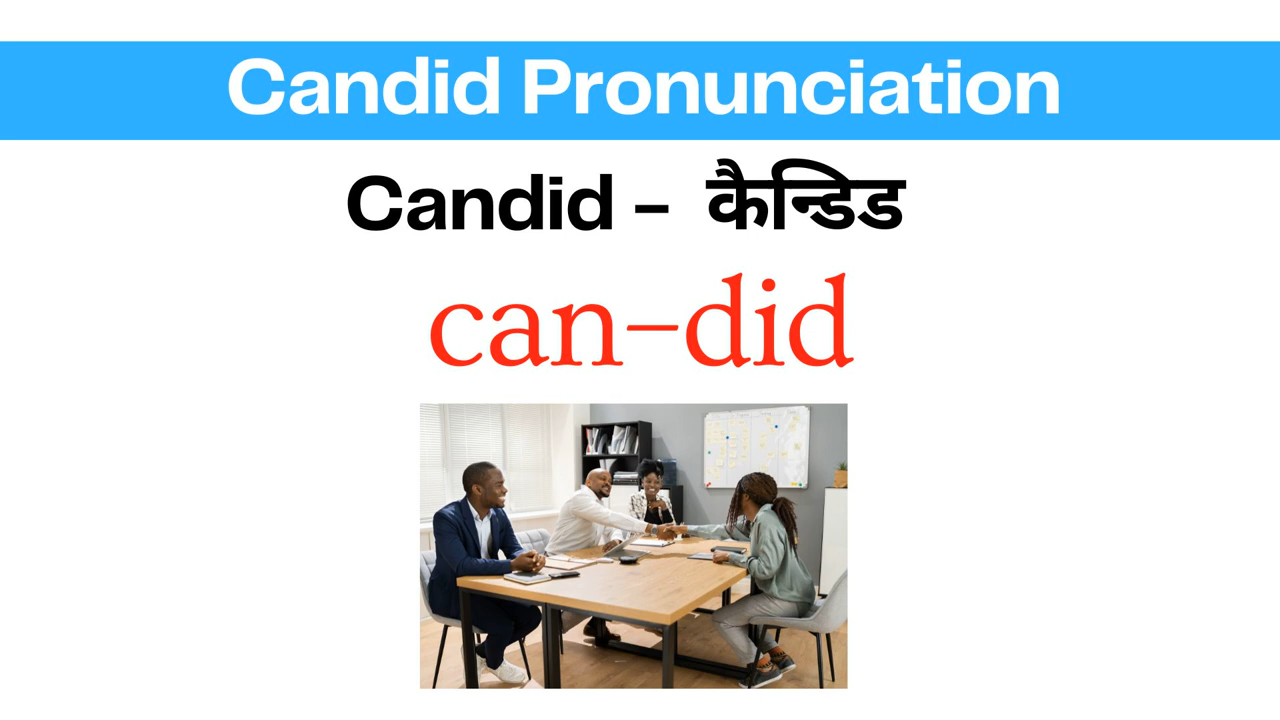 Candid Pronunciation
Candid – कैन्डिड
can–did